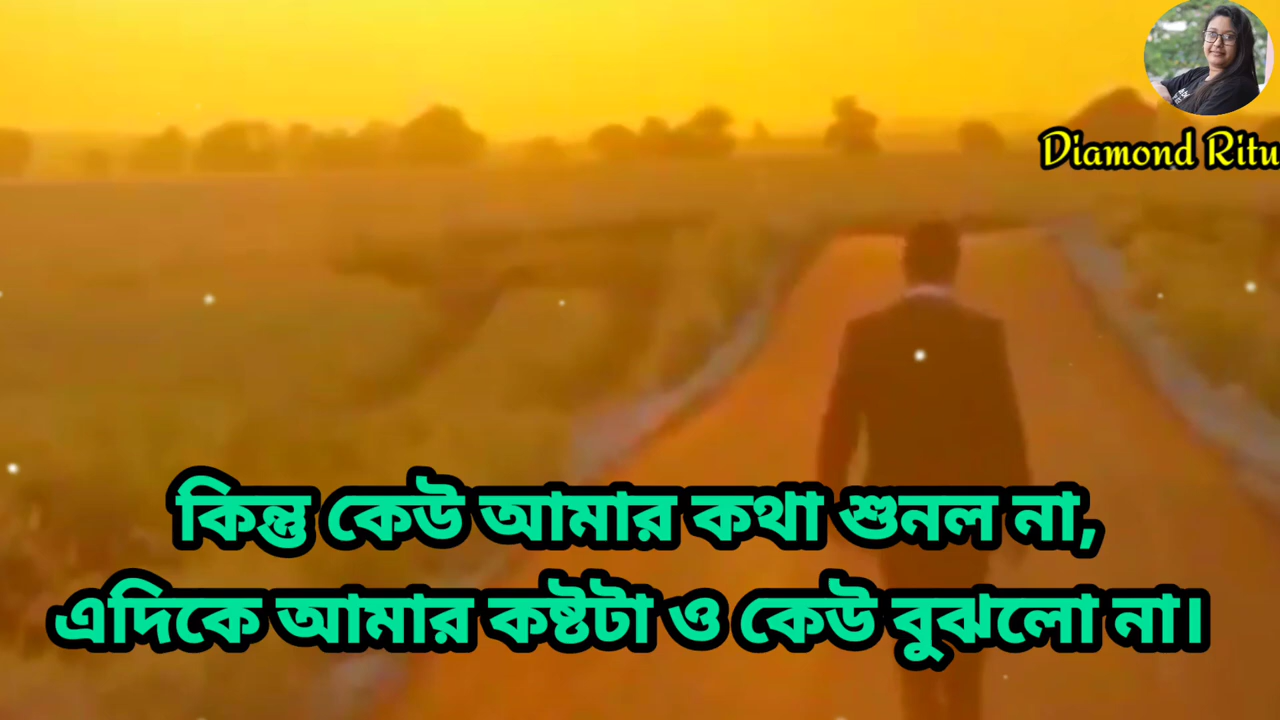 Diamond Ritu
কিন্তু কেউ আমার কথা শুনল না,
এদিকে আমার কষ্টটা ও কেউ বুঝলো না।